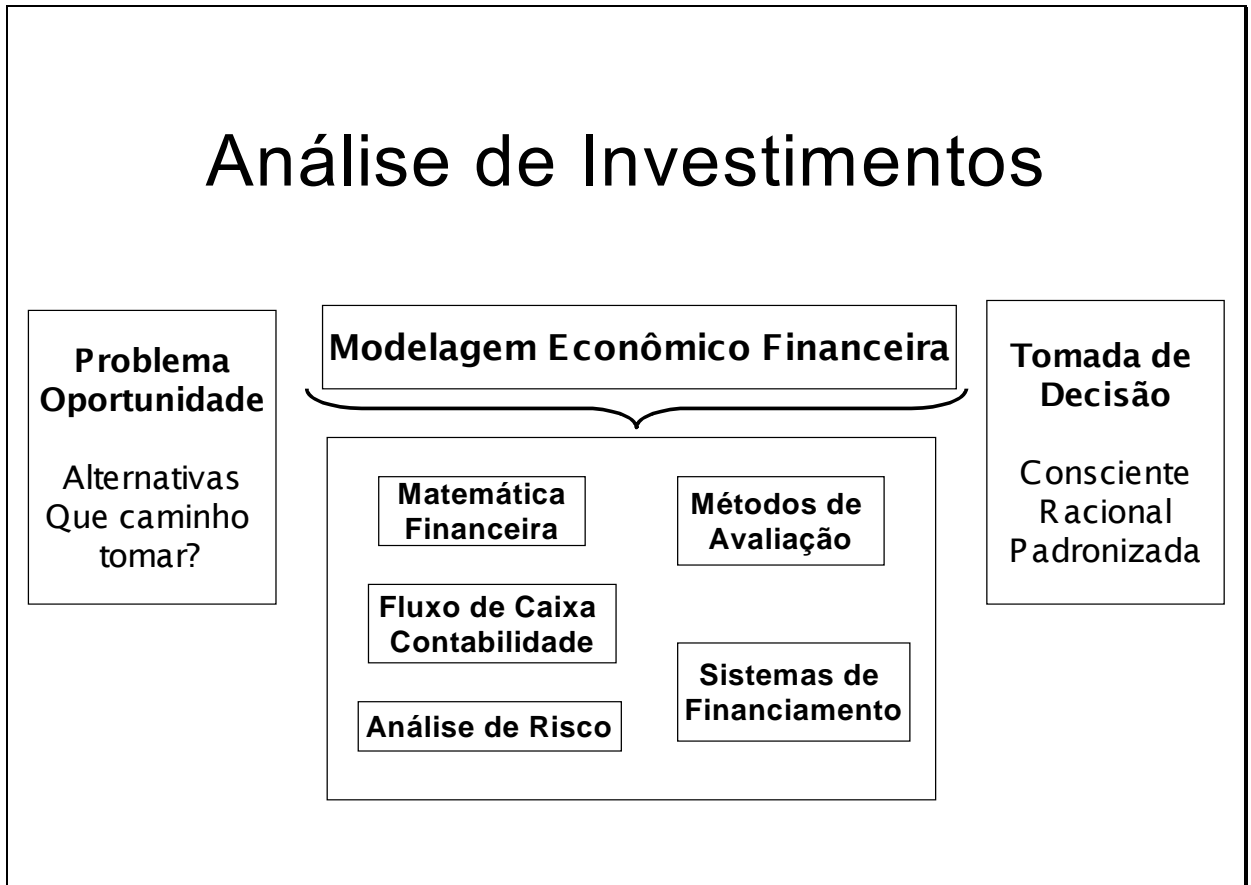 Análise de Investimentos
Problema
Oportunidade
Alternativas
Que caminho
tomar?
Modelagem Econômico Financeira
Matemática
Financeira
Fluxo de Caixa
Contabilidade
Análise de Risco
Métodos de
Avaliação
Sistemas de
Financiamento
Tomada de
Decisão
Consciente
Racional
Padronizada